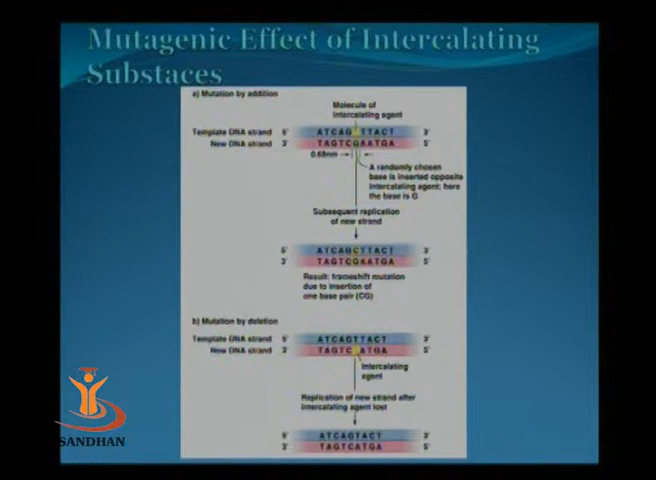 Mutagenic Effect of Intercalating
Substaces
a) Mutation by addition
Molecule of
intercalating agent
Template DNA strand 5' ATCAG TTACT 3'
New DNA strand 3' TAGTCGAATGA 5'
0.68nm
A randomly chosen
base is inserted opposite
intercalating agent; here
the base is G
Subsequent replication
of new strand
5' ATCAGCTTACT 3'
3' TAGTCGAATGA 5'
Result: frameshift mutation
due to insertion of
one base pair (CG)
b) Mutation by deletion
Template DNA strand 5' ATCAGTTACT 3'
New DNA strand 3' TAGTC ATGA 5'
Intercalating
agent
Replication of new strand after
intercalating agent lost
5' ATCAGTACT 3'
3' TAGTCATGA 5'
SANDHAN